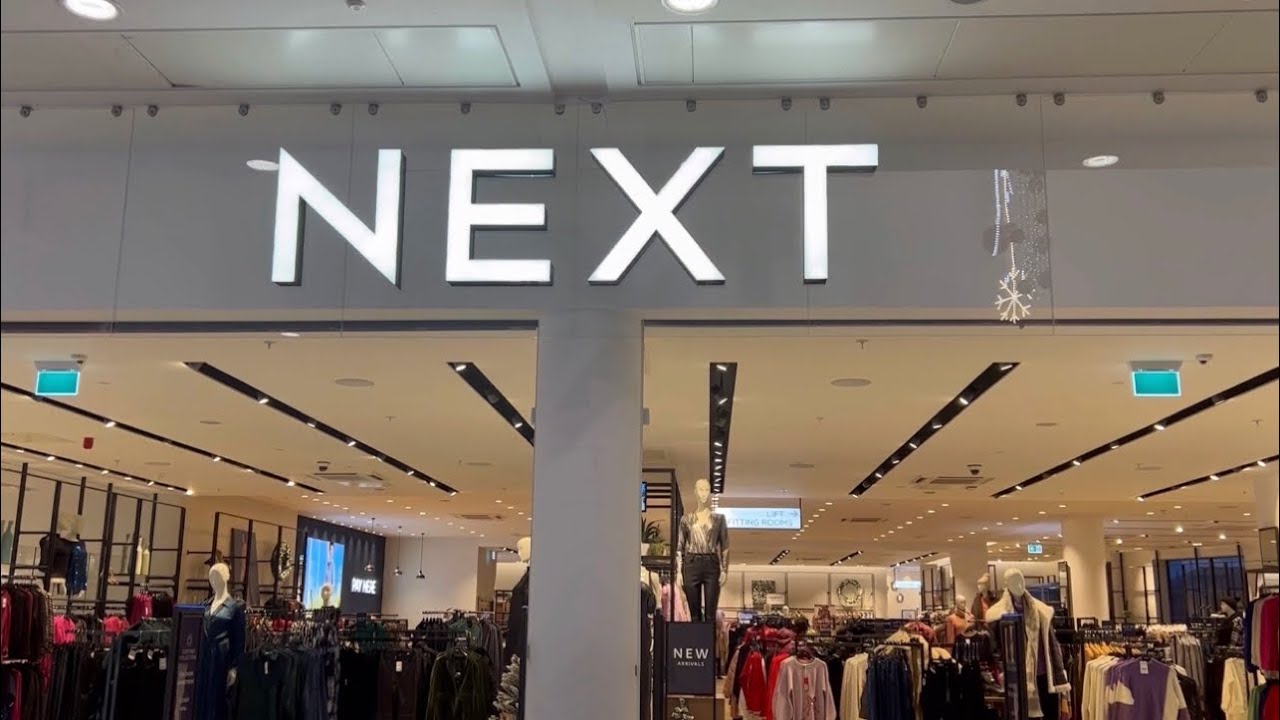 NEXT
LIFT →
FITTING ROOMS
PAY HERE
NEW
ARRIVALS